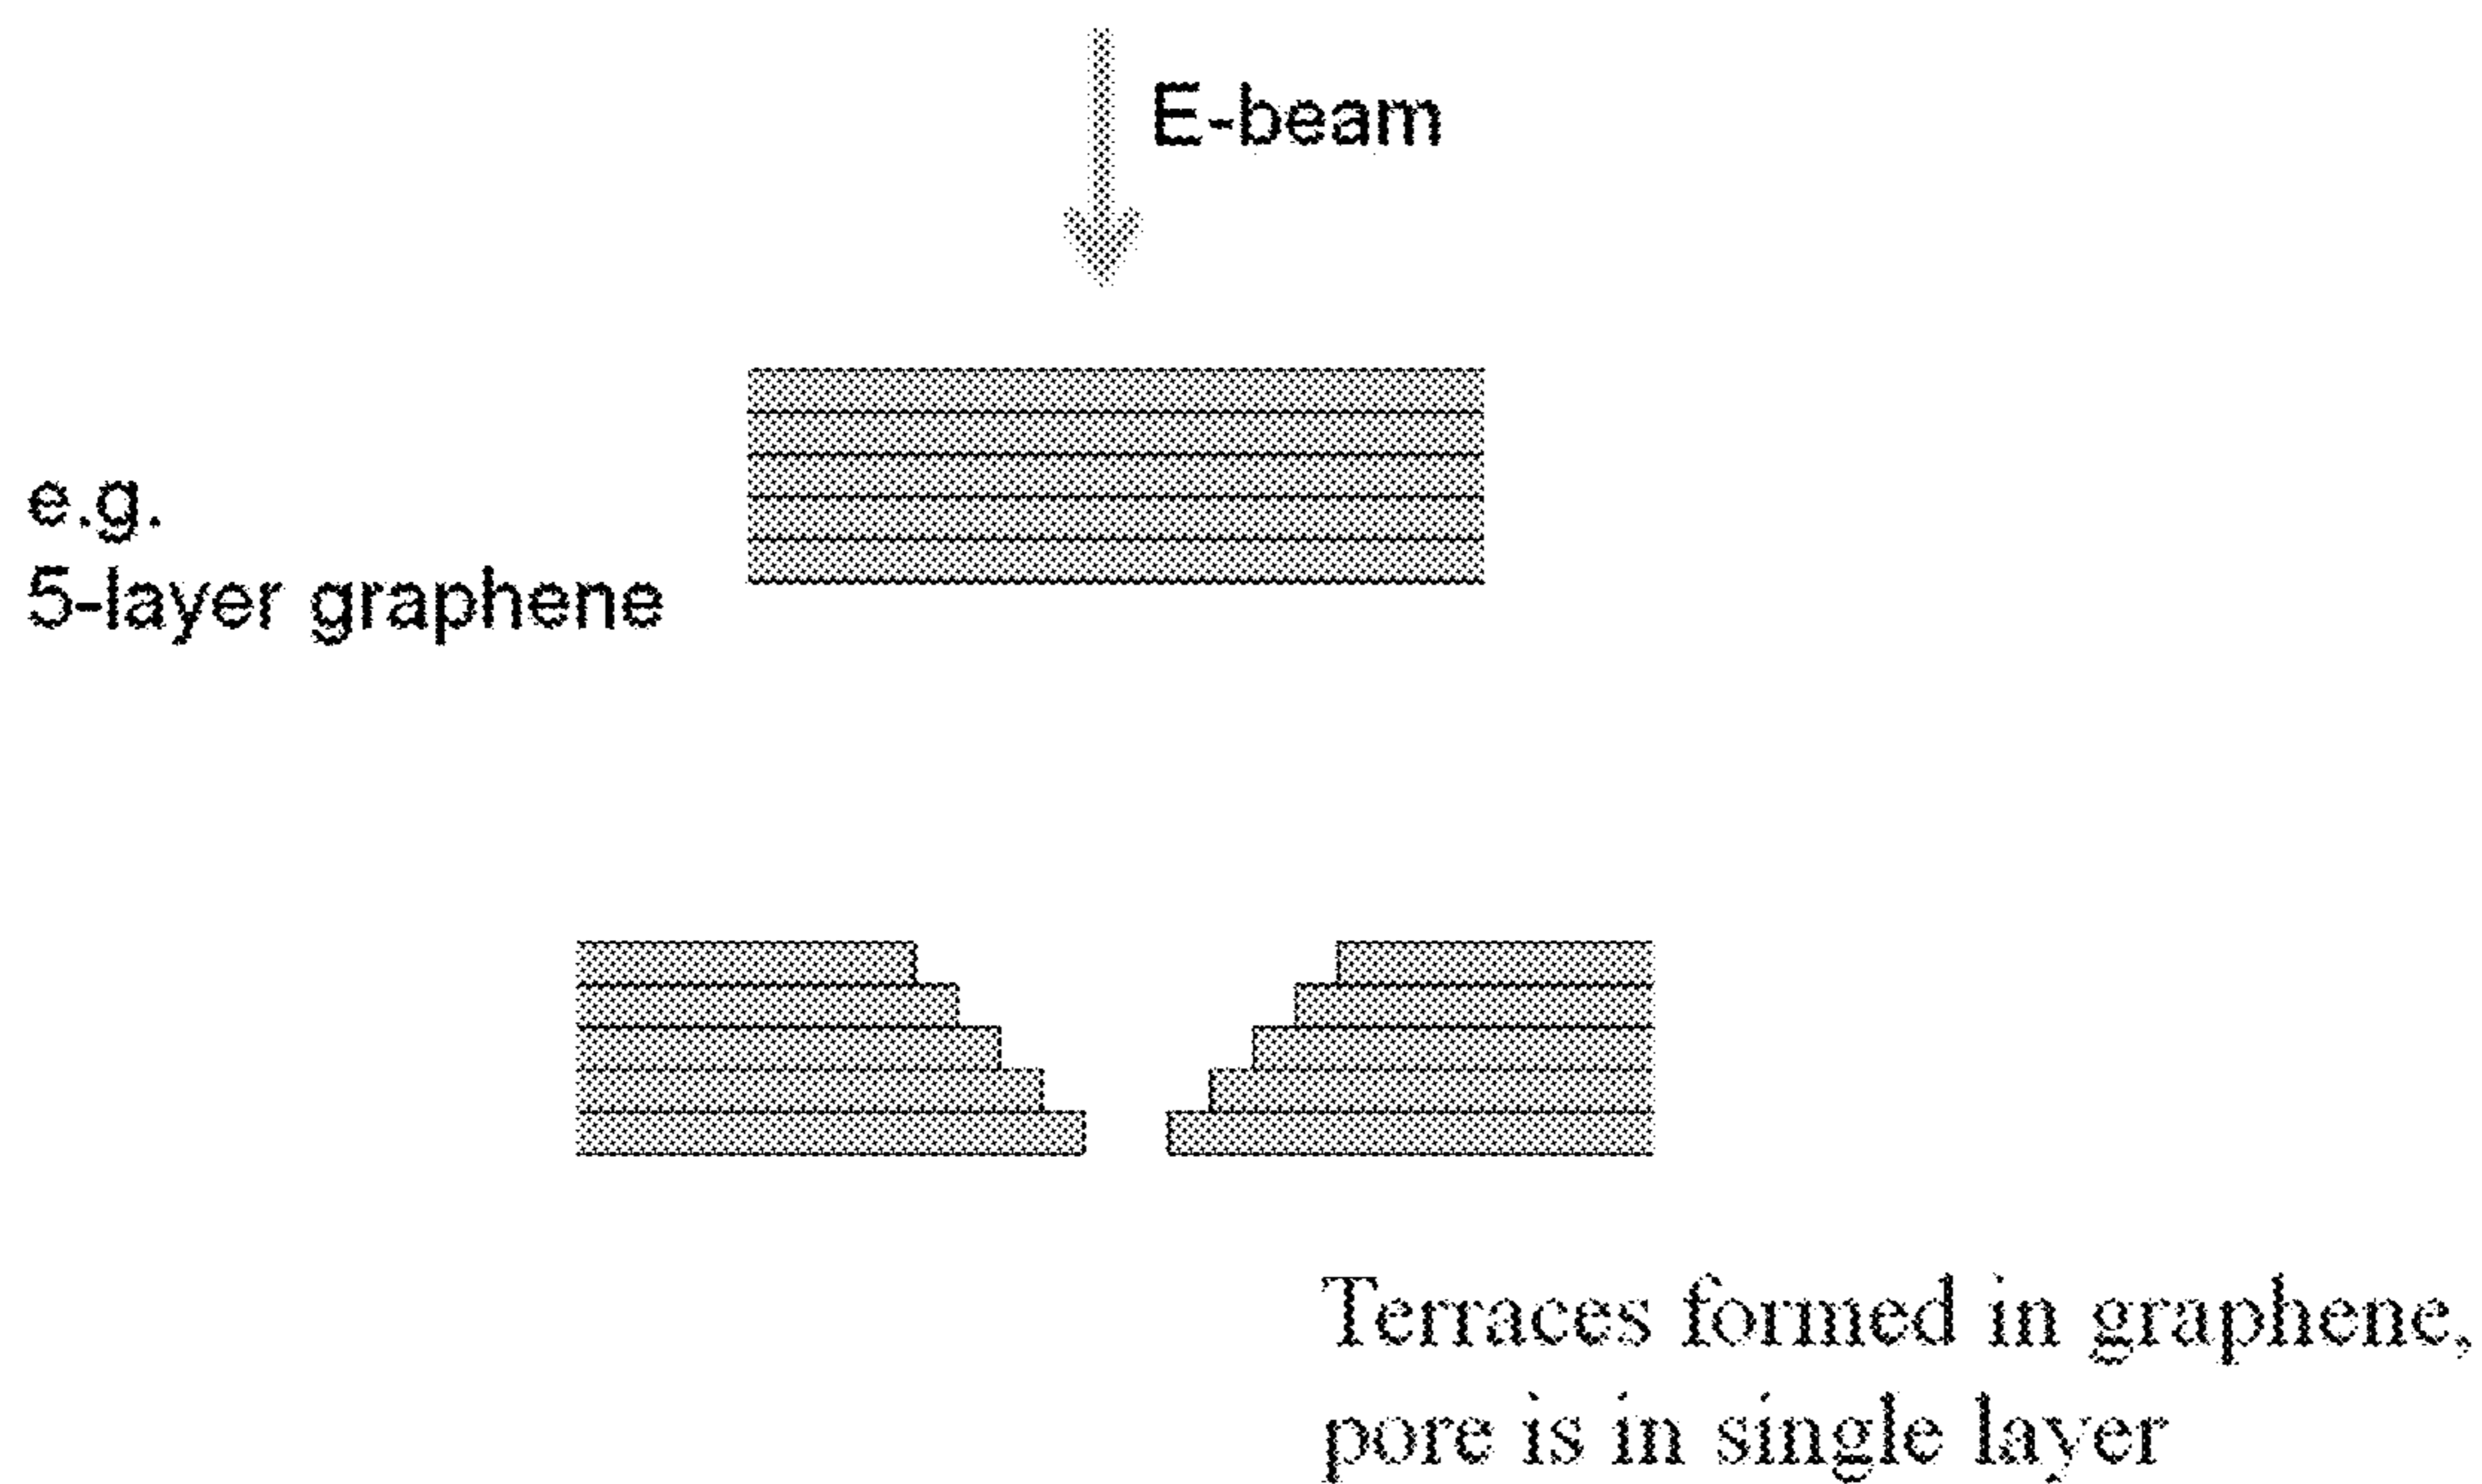 E-beam
e.g.
5-layer graphene
Terraces formed in graphene,
pore is in single layer